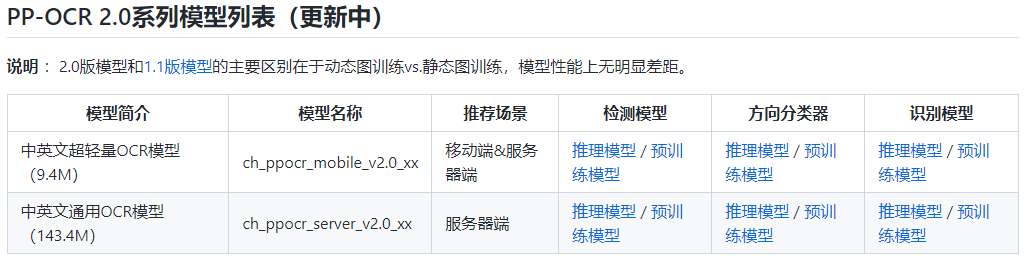 PP-OCR 2.0系列模型列表（更新中）
说明 ：2.0版模型和1.1版模型的主要区别在于动态图训练vs.静态图训练，模型性能上无明显差距。
模型简介 模型名称 推荐场景 检测模型 方向分类器 识别模型
中英文超轻量OCR模型
（9.4M）
ch_ppocr_mobile_v2.0_xx
移动端&服务
器端
推理模型 / 预训
练模型
推理模型 / 预训
练模型
推理模型 / 预训
练模型
中英文通用OCR模型
（143.4M）
ch_ppocr_server_v2.0_xx
服务器端
推理模型 / 预训
练模型
推理模型 / 预训
练模型
推理模型 / 预训
练模型